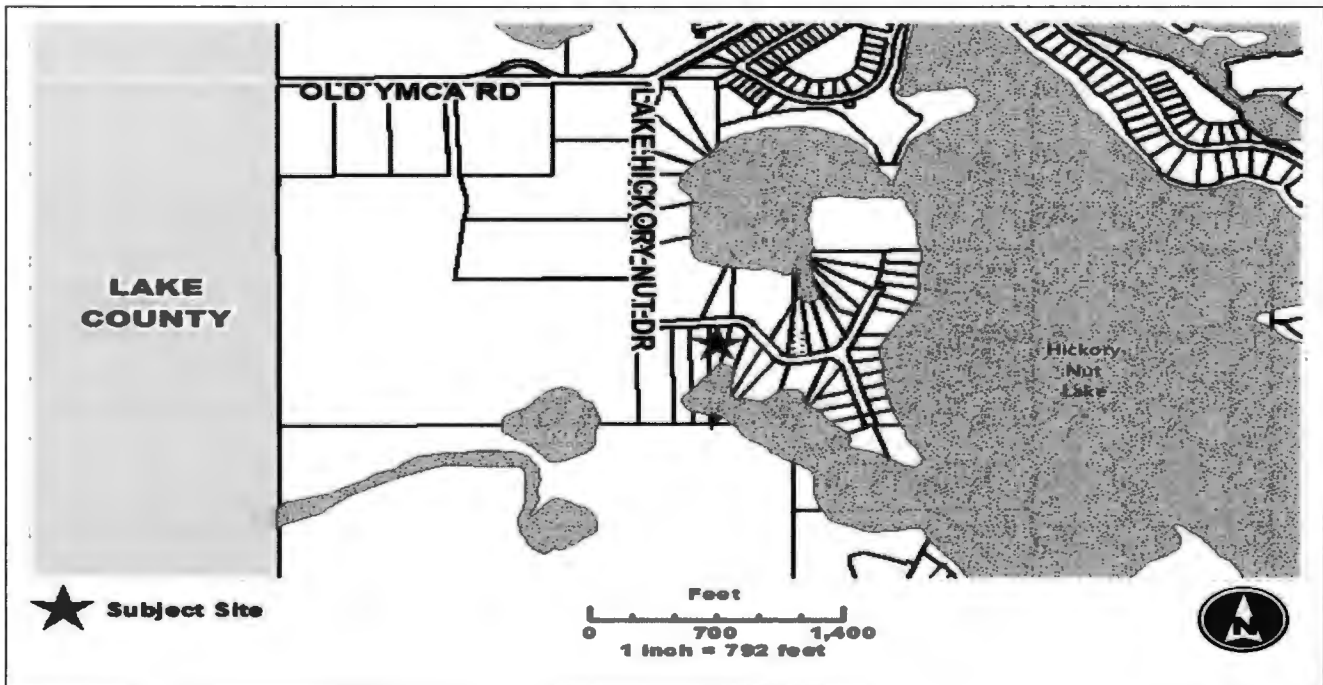 OLD YMCA RD
LAKE HICKORY NUT DR
LAKE
COUNTY
Hickory
Nut
Lake
Subject Site
Feet
0 700 1,400
1 inch = 792 feet
N